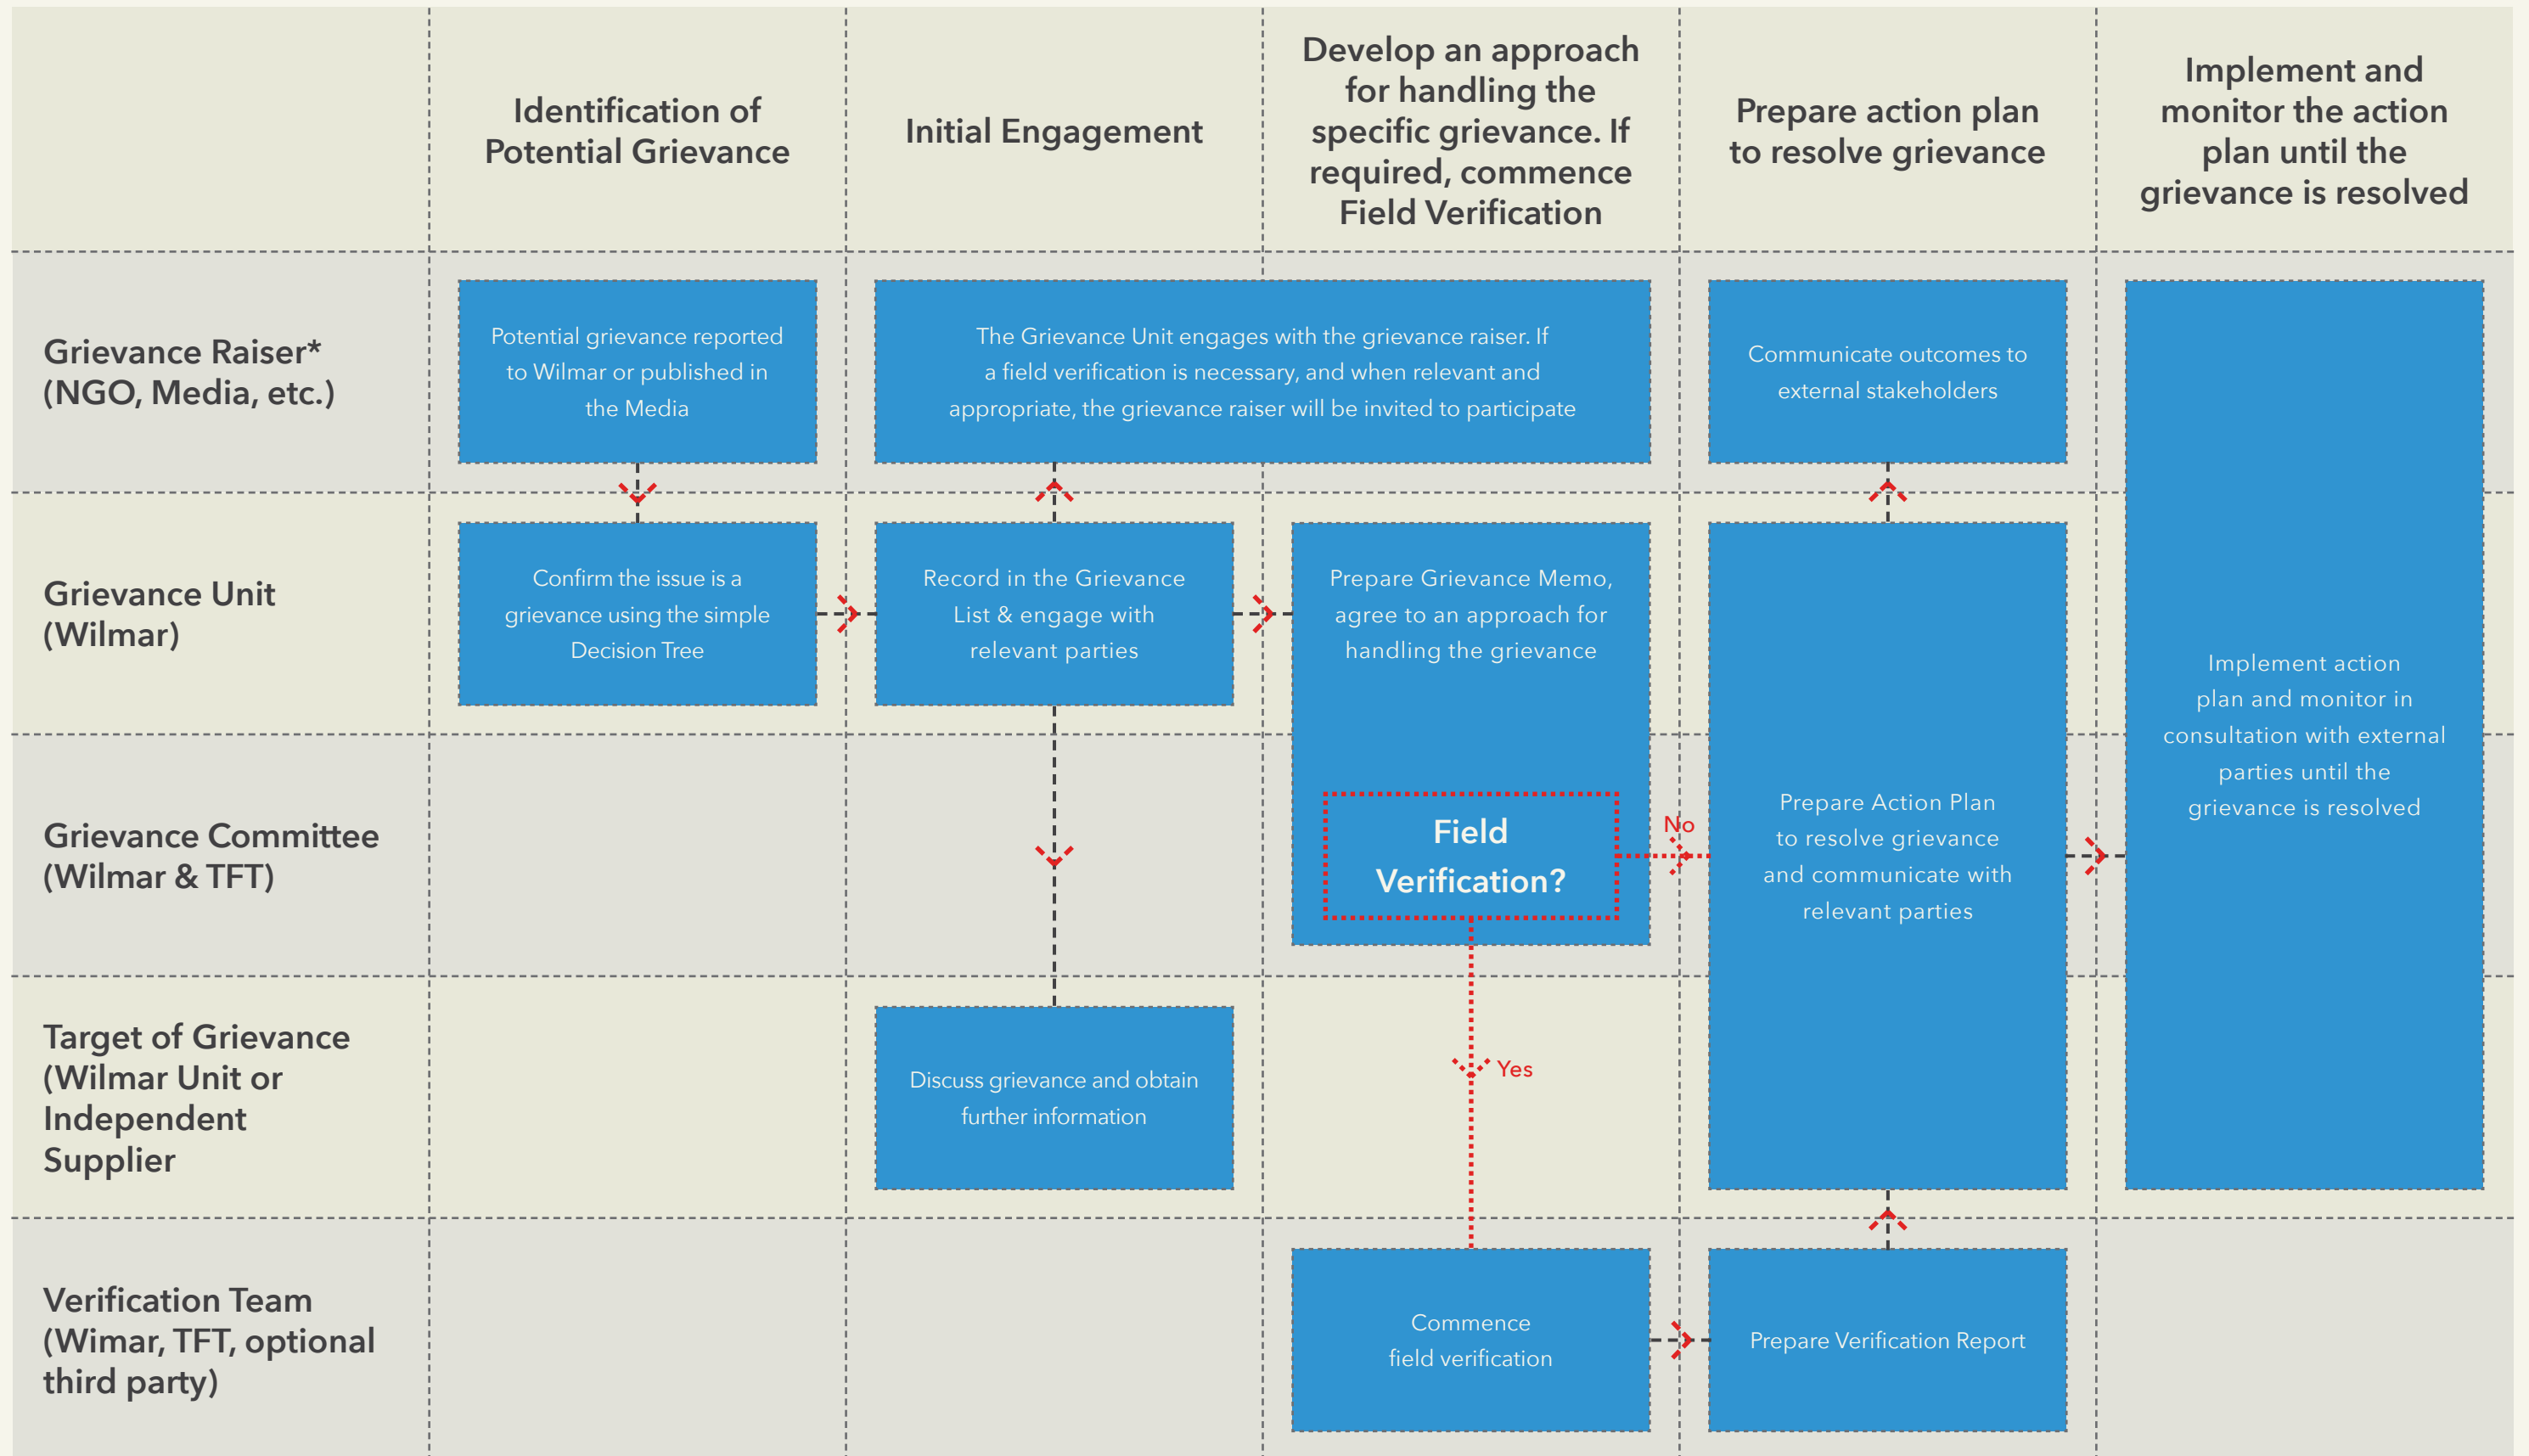 Identification of
Potential Grievance
Initial Engagement
Develop an approach
for handling the
specific grievance. If
required, commence
Field Verification
Prepare action plan
to resolve grievance
Implement and
monitor the action
plan until the
grievance is resolved
Grievance Raiser*
(NGO, Media, etc.)
Potential grievance reported
to Wilmar or published in
the Media
The Grievance Unit engages with the grievance raiser. If
a field verification is necessary, and when relevant and
appropriate, the grievance raiser will be invited to participate
Communicate outcomes to
external stakeholders
Grievance Unit
(Wilmar)
Confirm the issue is a
grievance using the simple
Decision Tree
Record in the Grievance
List & engage with
relevant parties
Prepare Grievance Memo,
agree to an approach for
handling the grievance
Implement action
plan and monitor in
consultation with external
parties until the
grievance is resolved
Grievance Committee
(Wilmar & TFT)
Field
Verification?
No
Prepare Action Plan
to resolve grievance
and communicate with
relevant parties
Target of Grievance
(Wilmar Unit or
Independent
Supplier
Discuss grievance and obtain
further information
Yes
Verification Team
(Wimar, TFT, optional
third party)
Commence
field verification
Prepare Verification Report